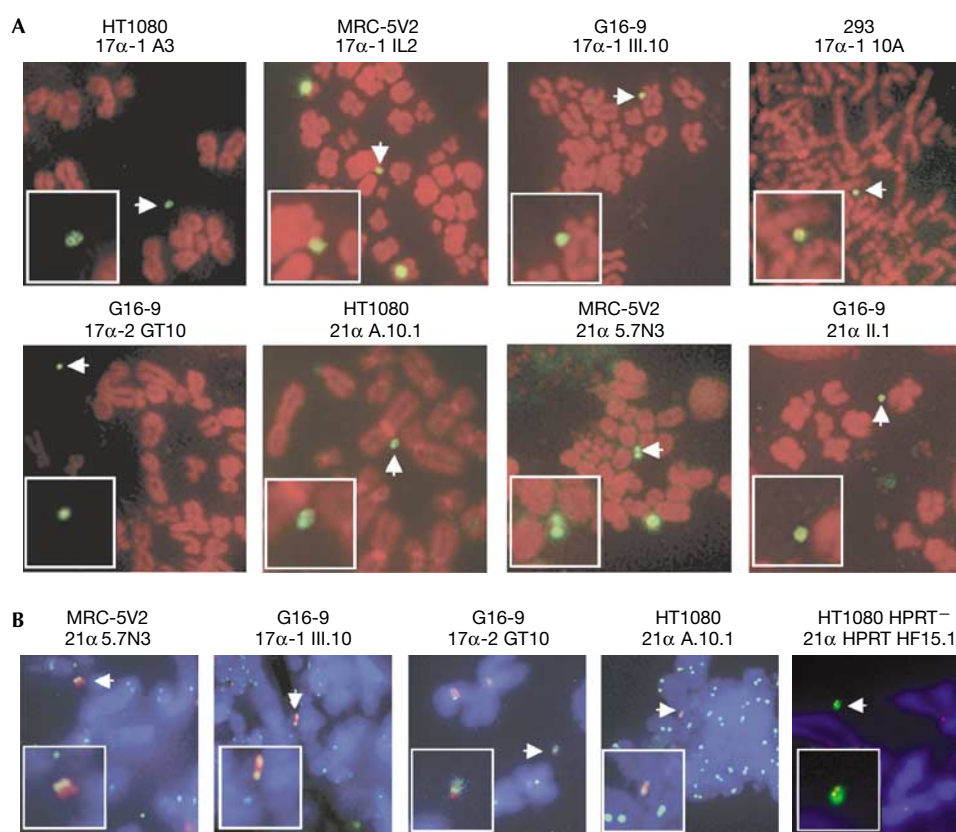 A
HT1080
17α-1 A3
MRC-5V2
17α-1 IL2
G16-9
17α-1 III.10
293
17α-1 10A
G16-9
17α-2 GT10
HT1080
21α A.10.1
MRC-5V2
21α 5.7N3
G16-9
21α II.1
B
MRC-5V2
21α 5.7N3
G16-9
17α-1 III.10
G16-9
17α-2 GT10
HT1080
21α A.10.1
HT1080 HPRT⁻
21α HPRT HF15.1